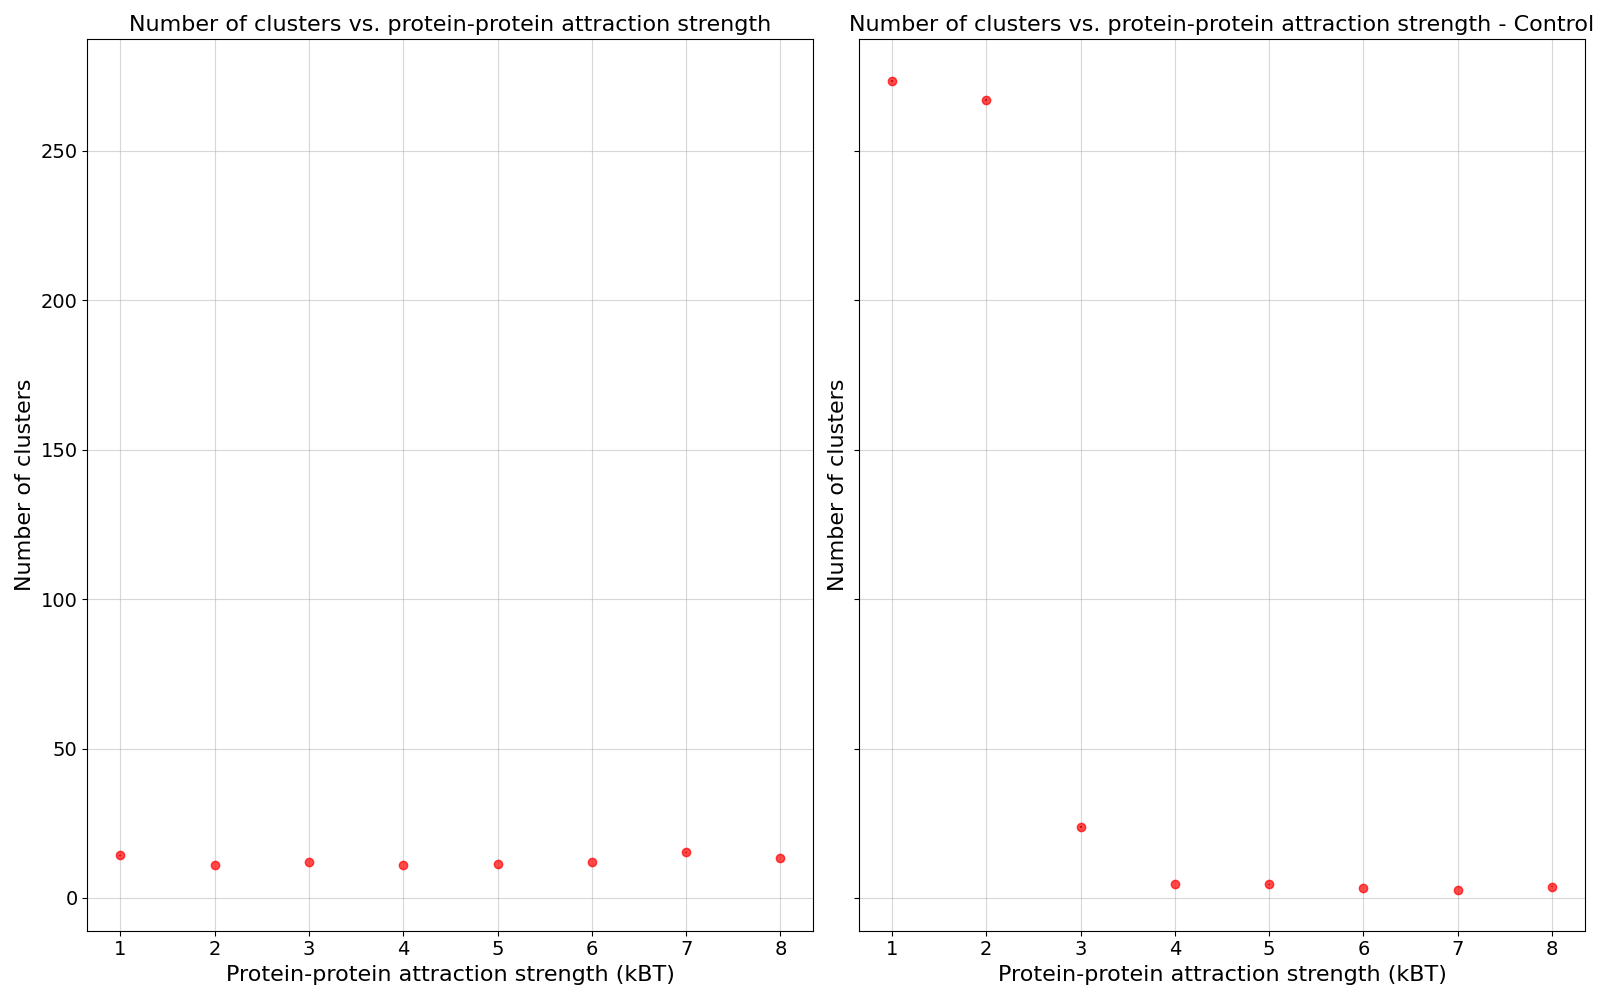 Number of clusters vs. protein-protein attraction strength
Number of clusters
250
200
150
100
50
0
1 2 3 4 5 6 7 8
Protein-protein attraction strength (kBT)
Number of clusters vs. protein-protein attraction strength - Control
Number of clusters
1 2 3 4 5 6 7 8
Protein-protein attraction strength (kBT)